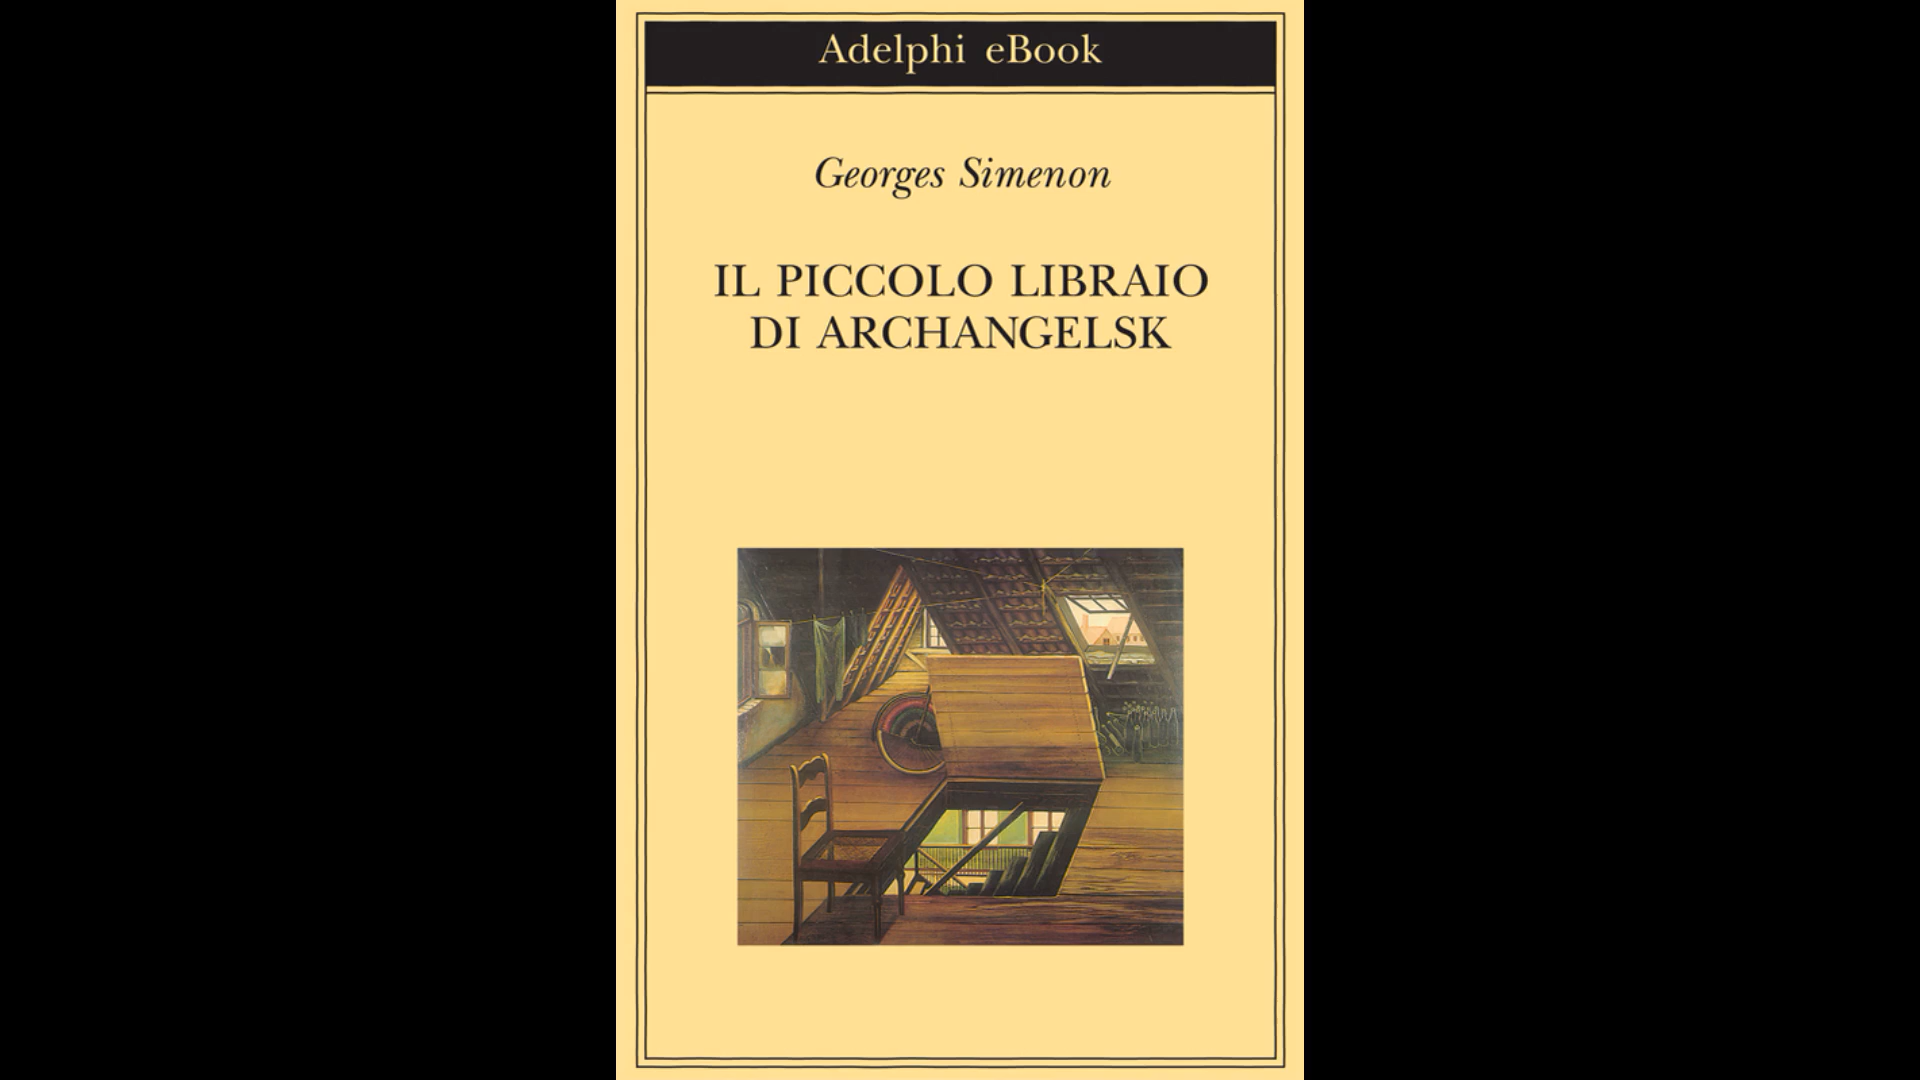 Adelphi eBook
Georges Simenon
IL PICCOLO LIBRAIO
DI ARCHANGELSK